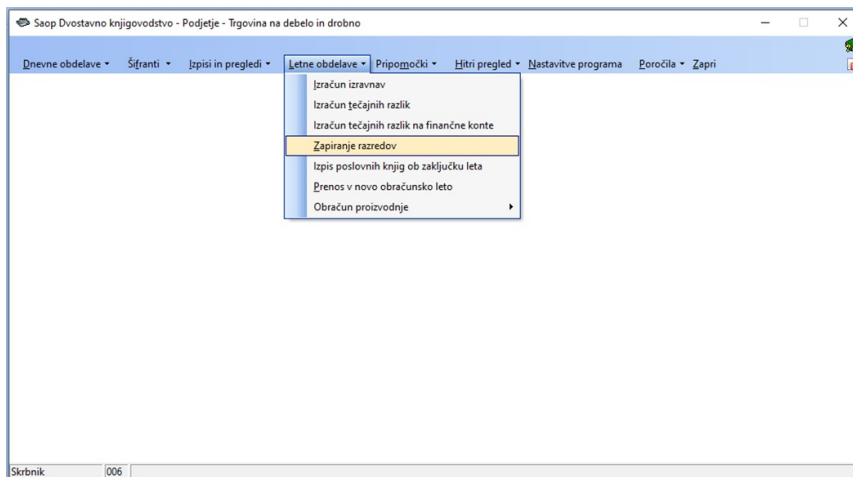 Saop Dvostavno knjigovodstvo - Podjetje - Trgovina na debelo in drobno
Dnevne obdelave Šifranti Izpisi in pregledi Letne obdelave Pripomočki Hitri pregled Nastavitve programa Poročila Zapri
Izračun izravnav
Izračun tečajnih razlik
Izračun tečajnih razlik na finančne konte
Zapiranje razredov
Izpis poslovnih knjig ob zaključku leta
Prenos v novo obračunsko leto
Obračun proizvodnje
Skrbnik 006